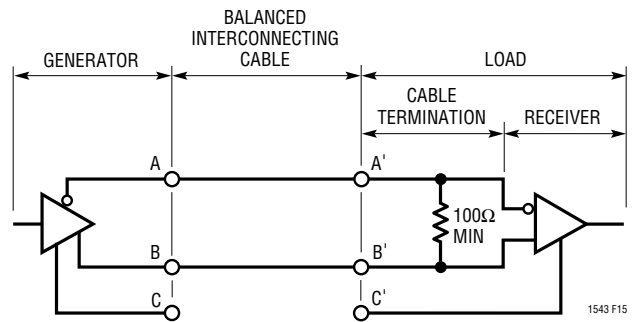 BALANCED
INTERCONNECTING
CABLE
GENERATOR
LOAD
CABLE
TERMINATION
RECEIVER
A
A'
100Ω
MIN
B
B'
C
C'
1543 F15